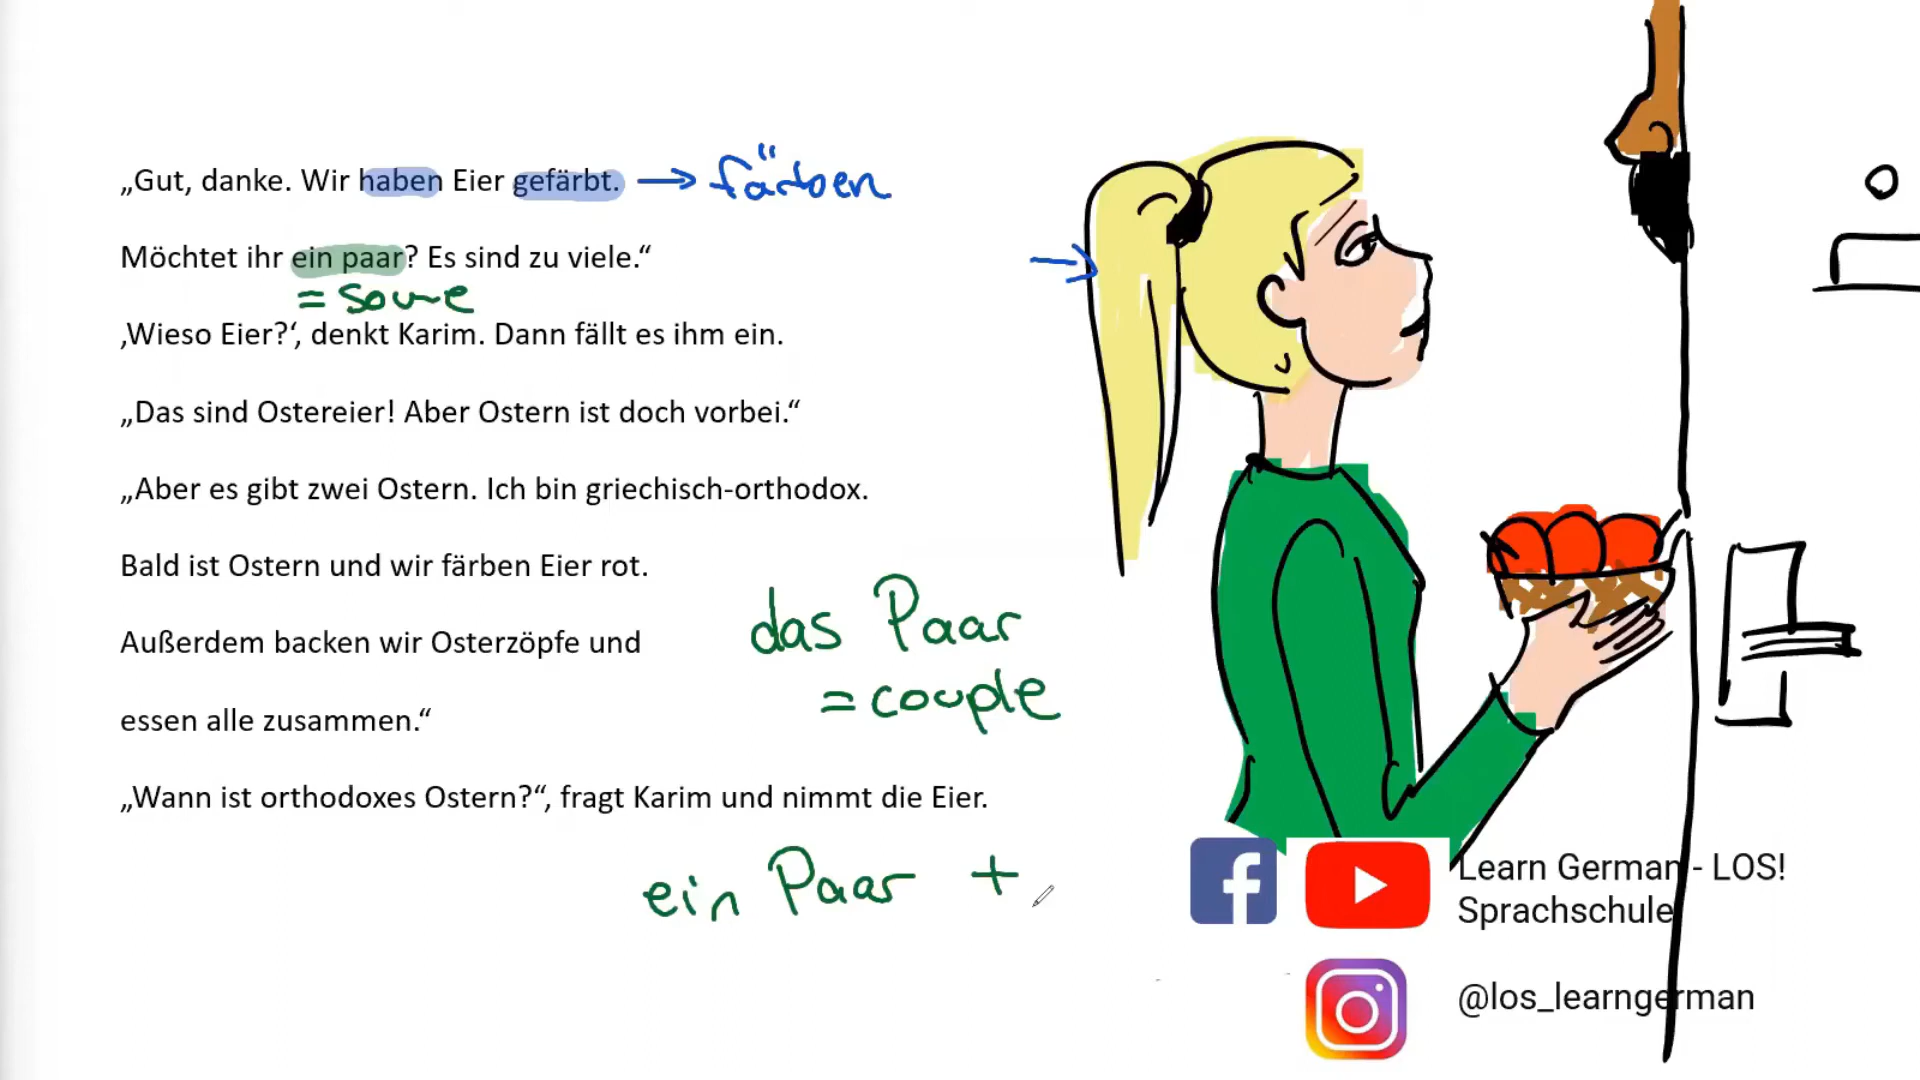 „Gut, danke. Wir haben Eier gefärbt. → färben
Möchtet ihr ein paar? Es sind zu viele.“
= some
‚Wieso Eier?‘, denkt Karim. Dann fällt es ihm ein.
„Das sind Ostereier! Aber Ostern ist doch vorbei.“
„Aber es gibt zwei Ostern. Ich bin griechisch-orthodox.
Bald ist Ostern und wir färben Eier rot.
Außerdem backen wir Osterzöpfe und
essen alle zusammen.“
das Paar
= couple
„Wann ist orthodoxes Ostern?“, fragt Karim und nimmt die Eier.
ein Paar +
Learn German - LOS!
Sprachschule
@los_learngerman